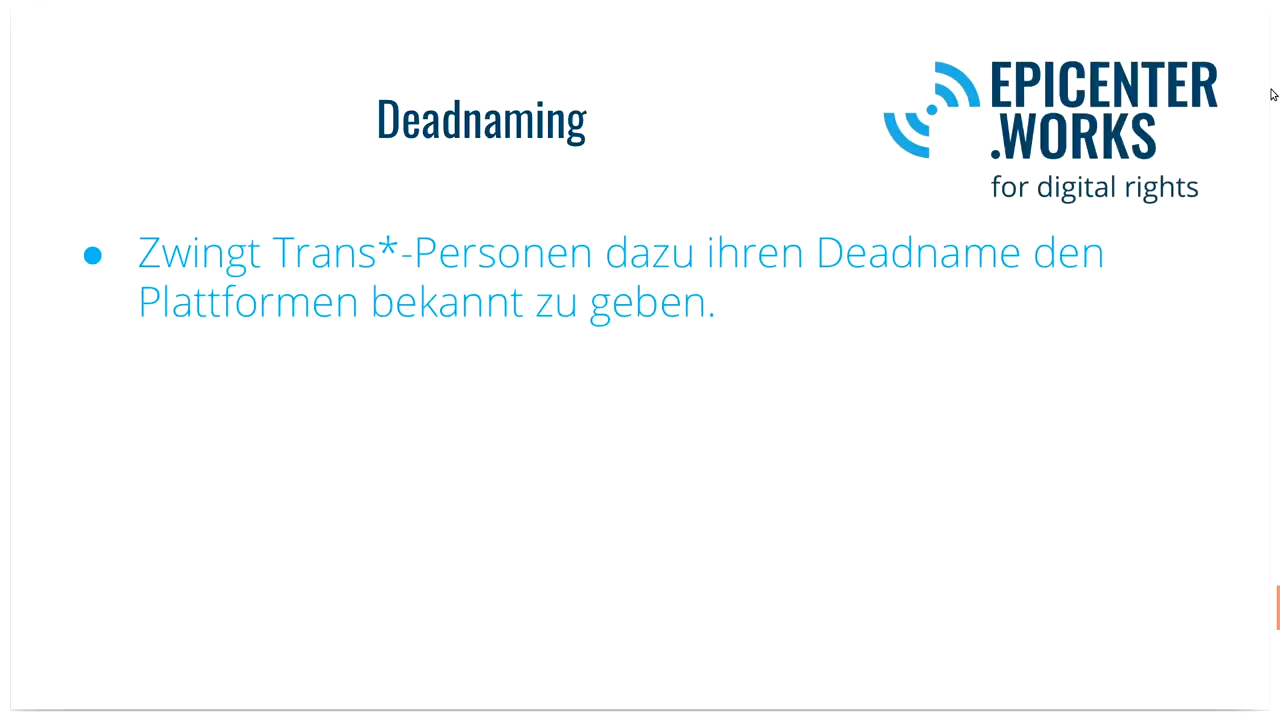 Deadnaming
EPICENTER
.WORKS
for digital rights
● Zwingt Trans*-Personen dazu ihren Deadname den
Plattformen bekannt zu geben.